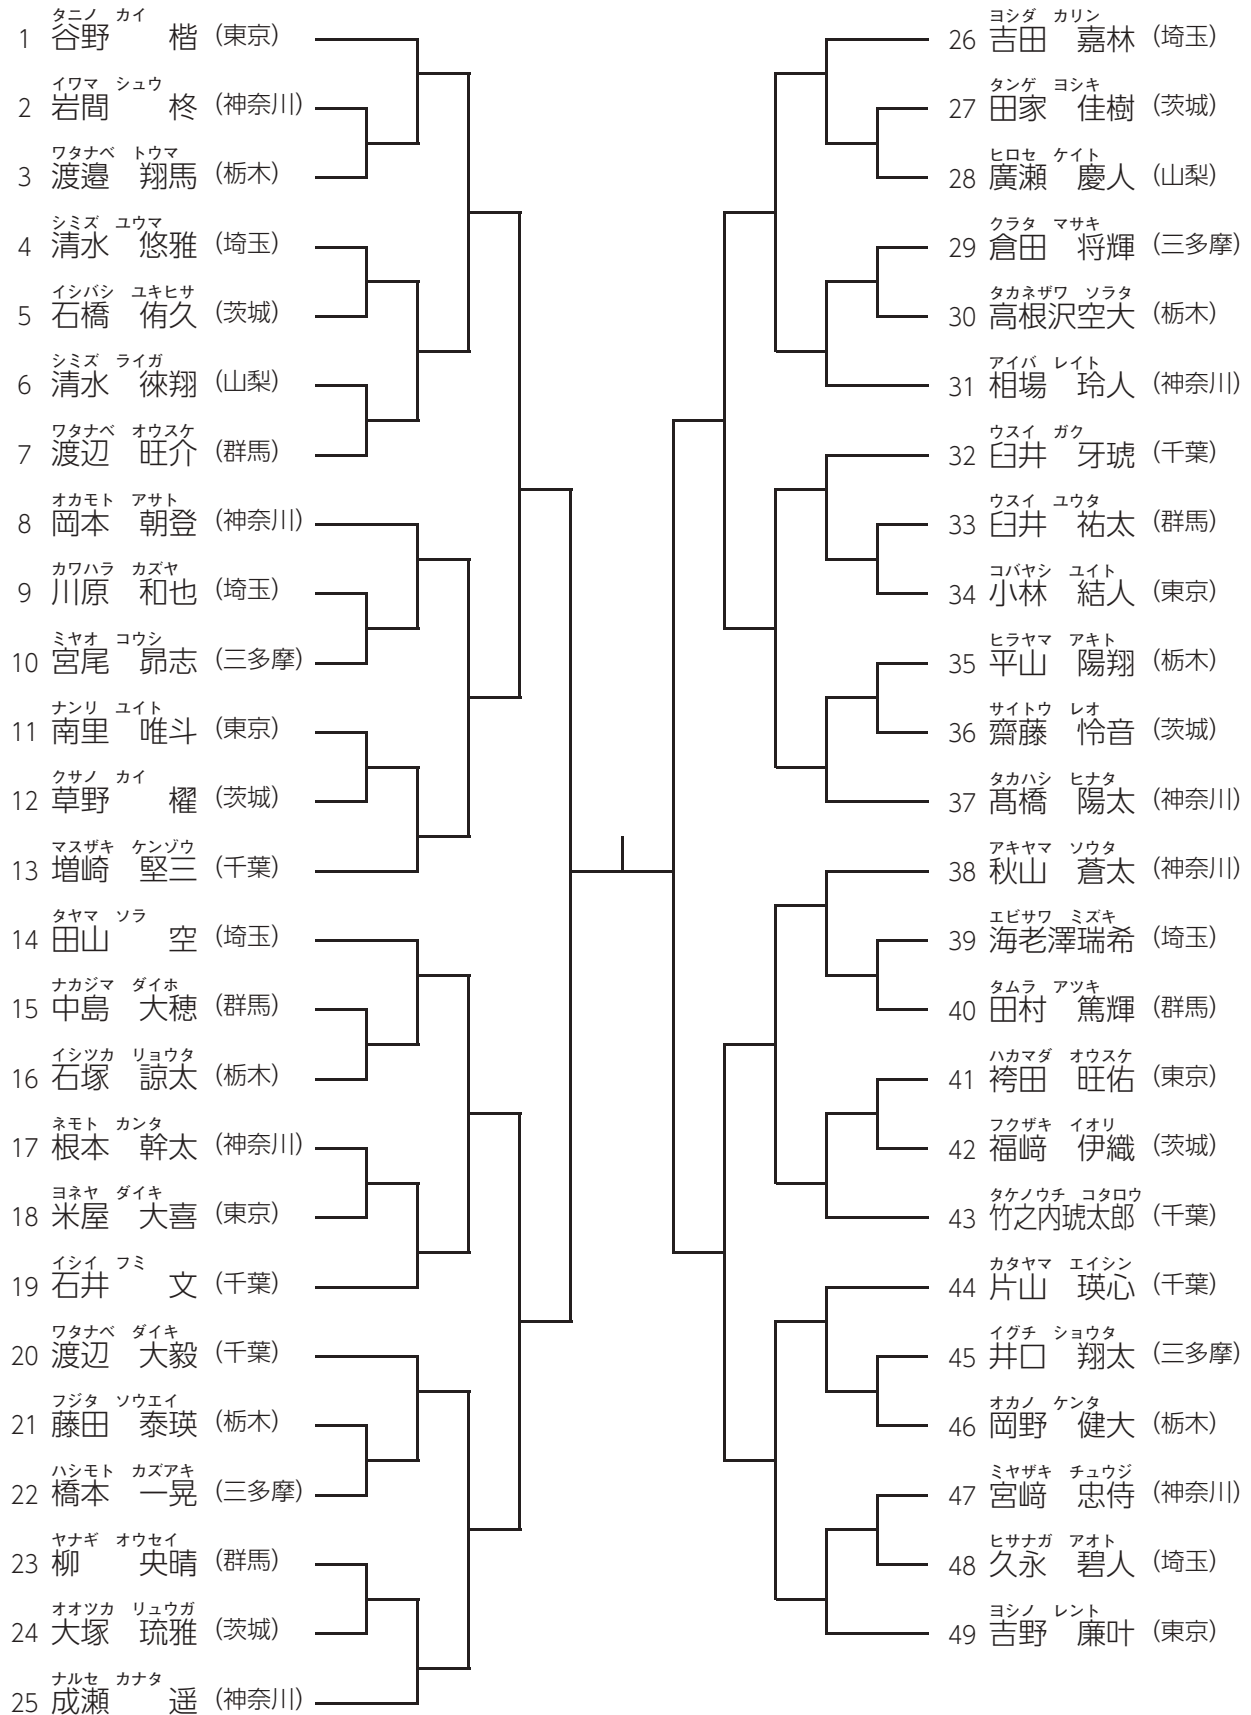 タニノ カイ
1 谷野 楷 (東京)
イワマ シュウ
2 岩間 柊 (神奈川)
ワタナベ トウマ
3 渡邉 翔馬 (栃木)
シミズ ユウマ
4 清水 悠雅 (埼玉)
イシバシ ユキヒサ
5 石橋 侑久 (茨城)
シミズ ライガ
6 清水 徠翔 (山梨)
ワタナベ オウスケ
7 渡辺 旺介 (群馬)
オカモト アサト
8 岡本 朝登 (神奈川)
カワハラ カズヤ
9 川原 和也 (埼玉)
ミヤオ コウシ
10 宮尾 昴志 (三多摩)
ナンリ ユイト
11 南里 唯斗 (東京)
クサノ カイ
12 草野 櫂 (茨城)
マスザキ ケンゾウ
13 増崎 堅三 (千葉)
タヤマ ソラ
14 田山 空 (埼玉)
ナカジマ ダイホ
15 中島 大穂 (群馬)
イシツカ リョウタ
16 石塚 諒太 (栃木)
ネモト カンタ
17 根本 幹太 (神奈川)
ヨネヤ ダイキ
18 米屋 大喜 (東京)
イシイ フミ
19 石井 文 (千葉)
ワタナベ ダイキ
20 渡辺 大毅 (千葉)
フジタ ソウエイ
21 藤田 泰瑛 (栃木)
ハシモト カズアキ
22 橋本 一晃 (三多摩)
ヤナギ オウセイ
23 柳 央晴 (群馬)
オオツカ リュウガ
24 大塚 琉雅 (茨城)
ナルセ カナタ
25 成瀬 遥 (神奈川)
ヨシダ カリン
26 吉田 嘉林 (埼玉)
タンゲ ヨシキ
27 田家 佳樹 (茨城)
ヒロセ ケイト
28 廣瀬 慶人 (山梨)
クラタ マサキ
29 倉田 将輝 (三多摩)
タカネザワ ソラタ
30 高根沢空大 (栃木)
アイバ レイト
31 相場 玲人 (神奈川)
ウスイ ガク
32 臼井 牙琥 (千葉)
ウスイ ユウタ
33 臼井 祐太 (群馬)
コバヤシ ユイト
34 小林 結人 (東京)
ヒラヤマ アキト
35 平山 陽翔 (栃木)
サイトウ レオ
36 齋藤 怜音 (茨城)
タカハシ ヒナタ
37 髙橋 陽太 (神奈川)
アキヤマ ソウタ
38 秋山 蒼太 (神奈川)
エビサワ ミズキ
39 海老澤瑞希 (埼玉)
タムラ アツキ
40 田村 篤輝 (群馬)
ハカマダ オウスケ
41 袴田 旺佑 (東京)
フクザキ イオリ
42 福﨑 伊織 (茨城)
タケノウチ コタロウ
43 竹之内琥太郎 (千葉)
カタヤマ エイシン
44 片山 瑛心 (千葉)
イグチ ショウタ
45 井口 翔太 (三多摩)
オカノ ケンタ
46 岡野 健大 (栃木)
ミヤザキ チュウジ
47 宮﨑 忠侍 (神奈川)
ヒサナガ アオト
48 久永 碧人 (埼玉)
ヨシノ レント
49 吉野 廉叶 (東京)